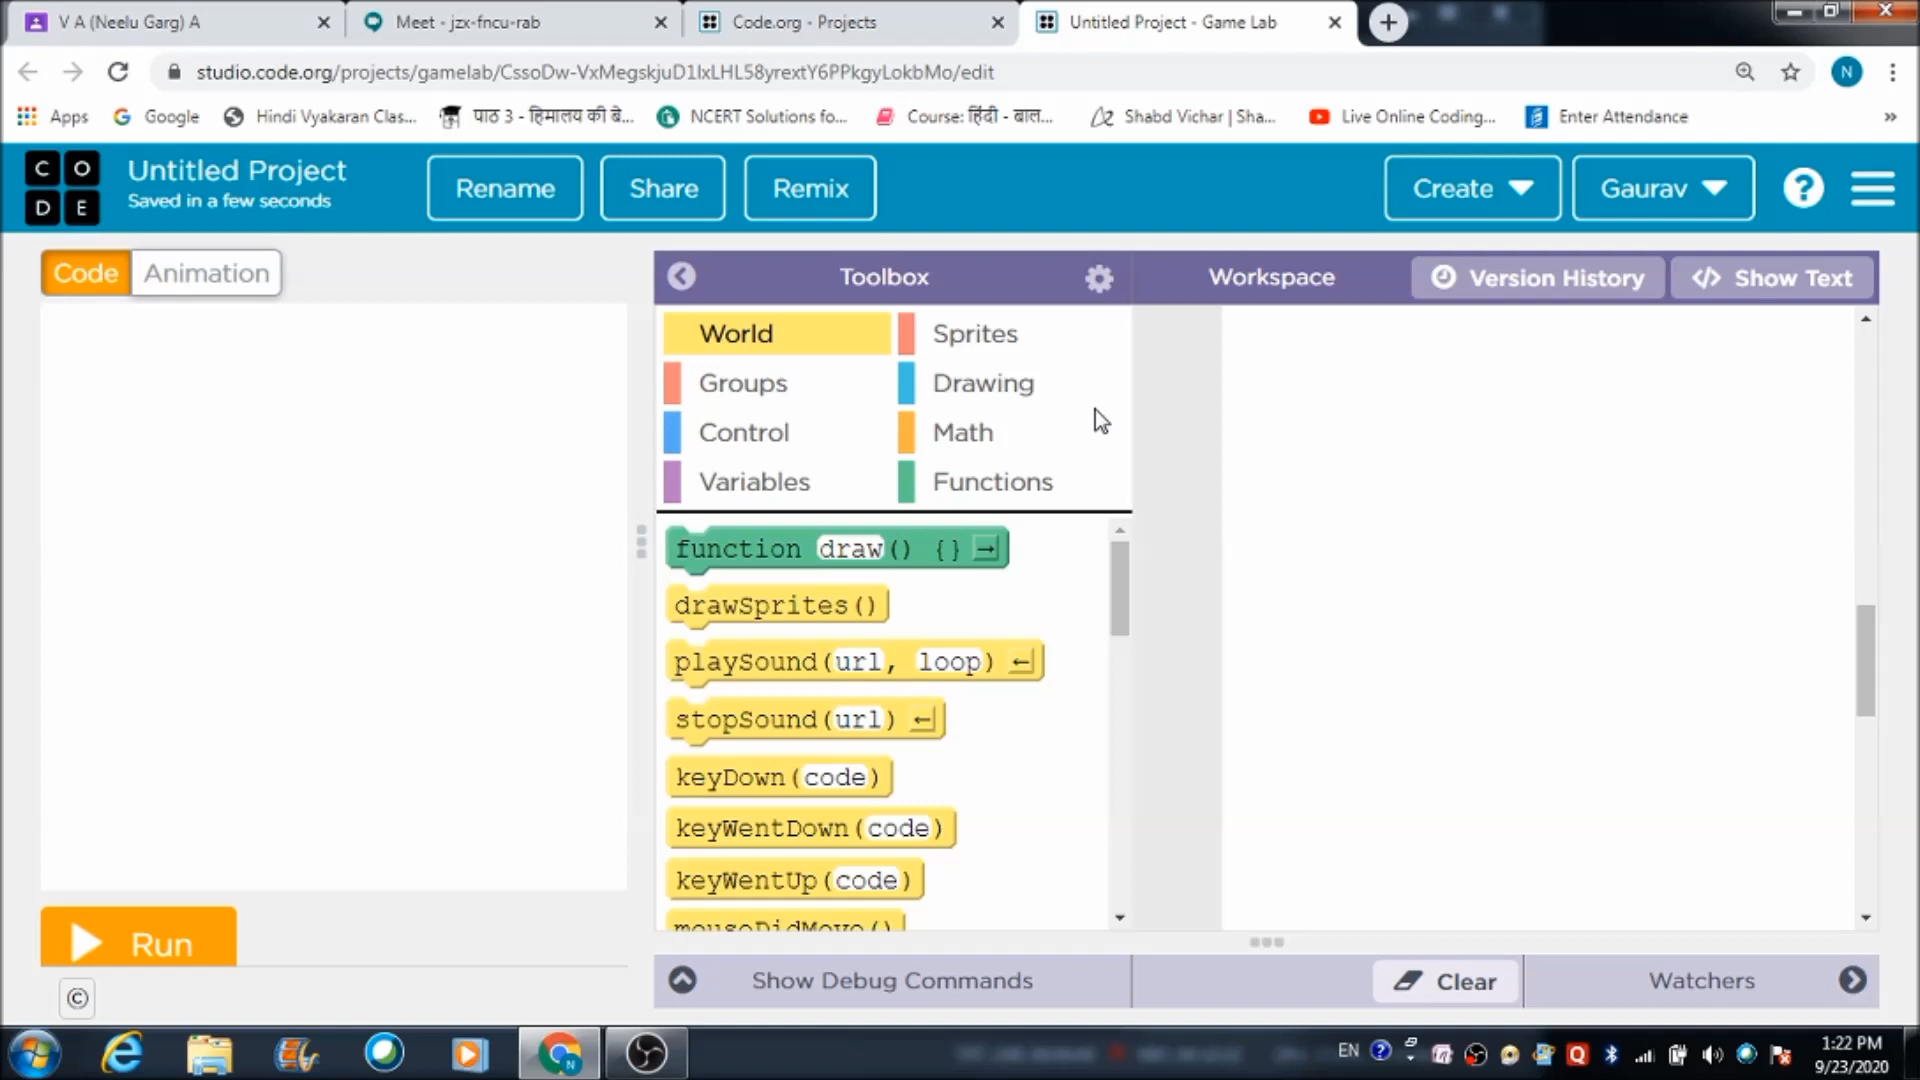 V A (Neelu Garg) A
Meet - jzx-fncu-rab
Code.org - Projects
Untitled Project - Game Lab
studio.code.org/projects/gamelab/CssoDw-VxMegskjuD1IxLHL58yrextY6PPkgyLokbMo/edit
N
Apps
Google
Hindi Vyakaran Clas...
पाठ 3 - हिमालय की बे...
NCERT Solutions fo...
Course: हिंदी - बाल...
Shabd Vichar | Sha...
Live Online Coding...
Enter Attendance
»
C O
D E
Untitled Project
Saved in a few seconds
Rename
Share
Remix
Create
Gaurav
?
Code
Animation
Toolbox
Workspace
Version History
</> Show Text
World
Sprites
Groups
Drawing
Control
Math
Variables
Functions
function draw() {} →
drawSprites()
playSound(url, loop) ←
stopSound(url) ←
keyDown(code)
keyWentDown(code)
keyWentUp(code)
mouseDidMove()
Run
©
Show Debug Commands
Clear
Watchers
EN
1:22 PM
9/23/2020